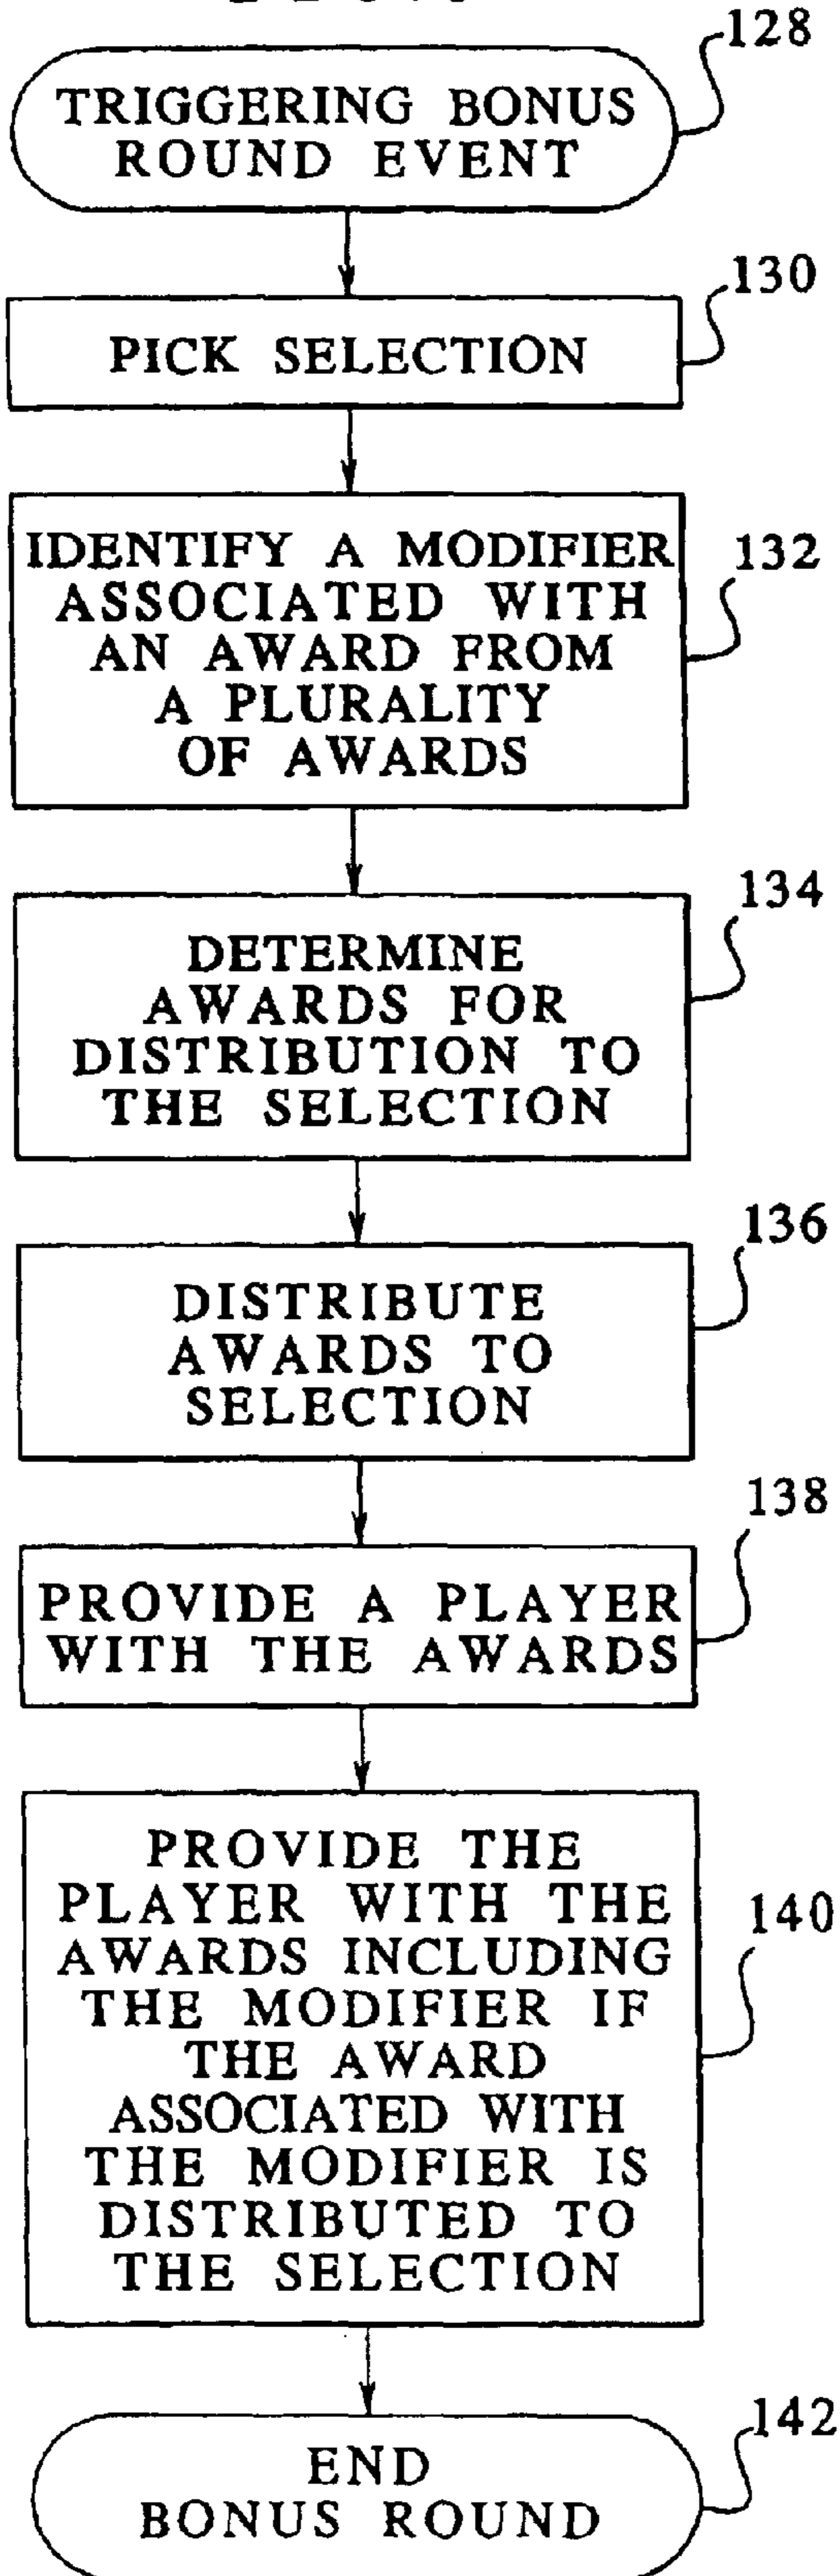 128
TRIGGERING BONUS
ROUND EVENT
130
PICK SELECTION
132
IDENTIFY A MODIFIER
ASSOCIATED WITH
AN AWARD FROM
A PLURALITY
OF AWARDS
134
DETERMINE
AWARDS FOR
DISTRIBUTION TO
THE SELECTION
136
DISTRIBUTE
AWARDS TO
SELECTION
138
PROVIDE A PLAYER
WITH THE AWARDS
140
PROVIDE THE
PLAYER WITH THE
AWARDS INCLUDING
THE MODIFIER IF
THE AWARD
ASSOCIATED WITH
THE MODIFIER IS
DISTRIBUTED TO
THE SELECTION
142
END
BONUS ROUND